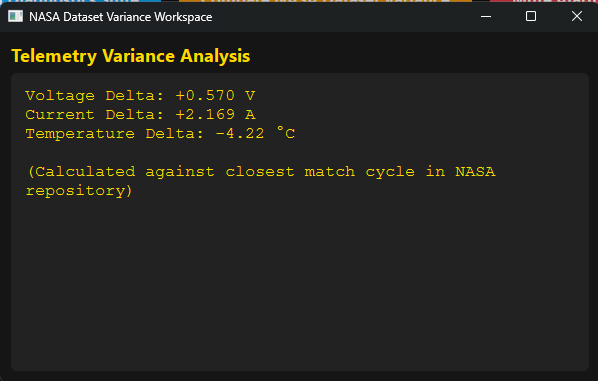 NASA Dataset Variance Workspace
Telemetry Variance Analysis
Voltage Delta: +0.570 V
Current Delta: +2.169 A
Temperature Delta: -4.22 °C
(Calculated against closest match cycle in NASA
repository)